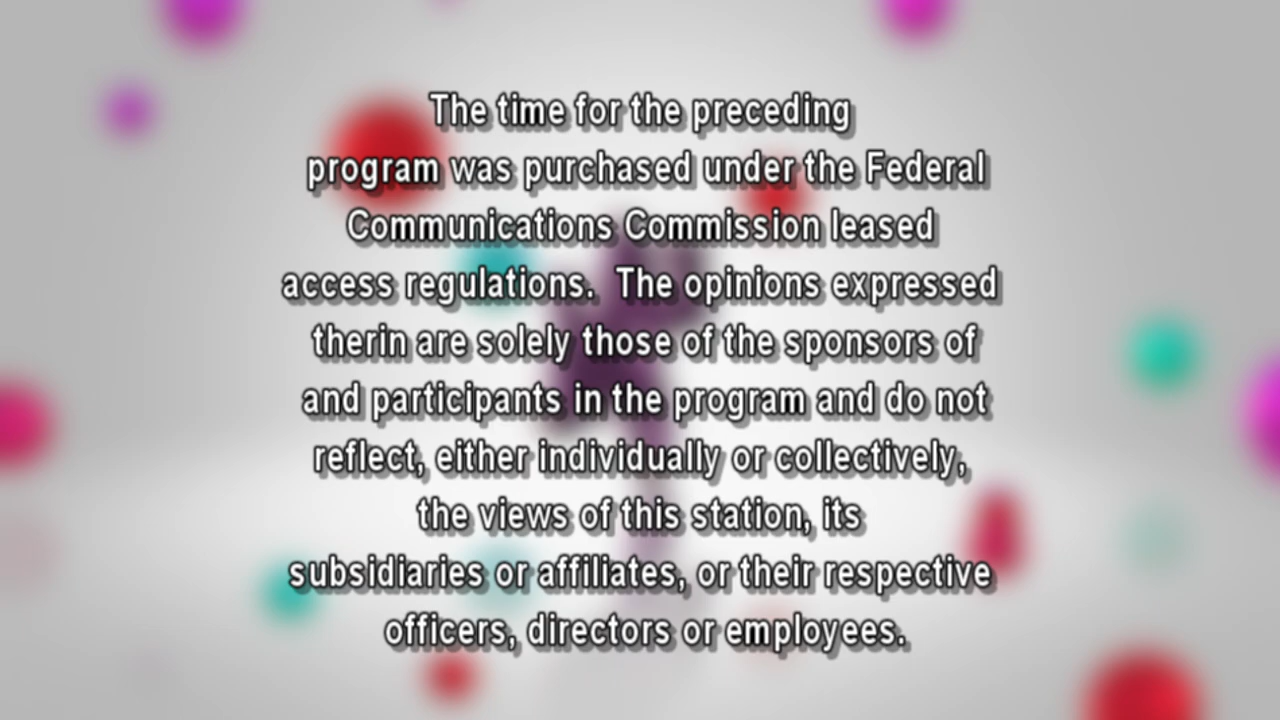 The time for the preceding
program was purchased under the Federal
Communications Commission leased
access regulations.  The opinions expressed
therin are solely those of the sponsors of
and participants in the program and do not
reflect, either individually or collectively,
the views of this station, its
subsidiaries or affiliates, or their respective
officers, directors or employees.